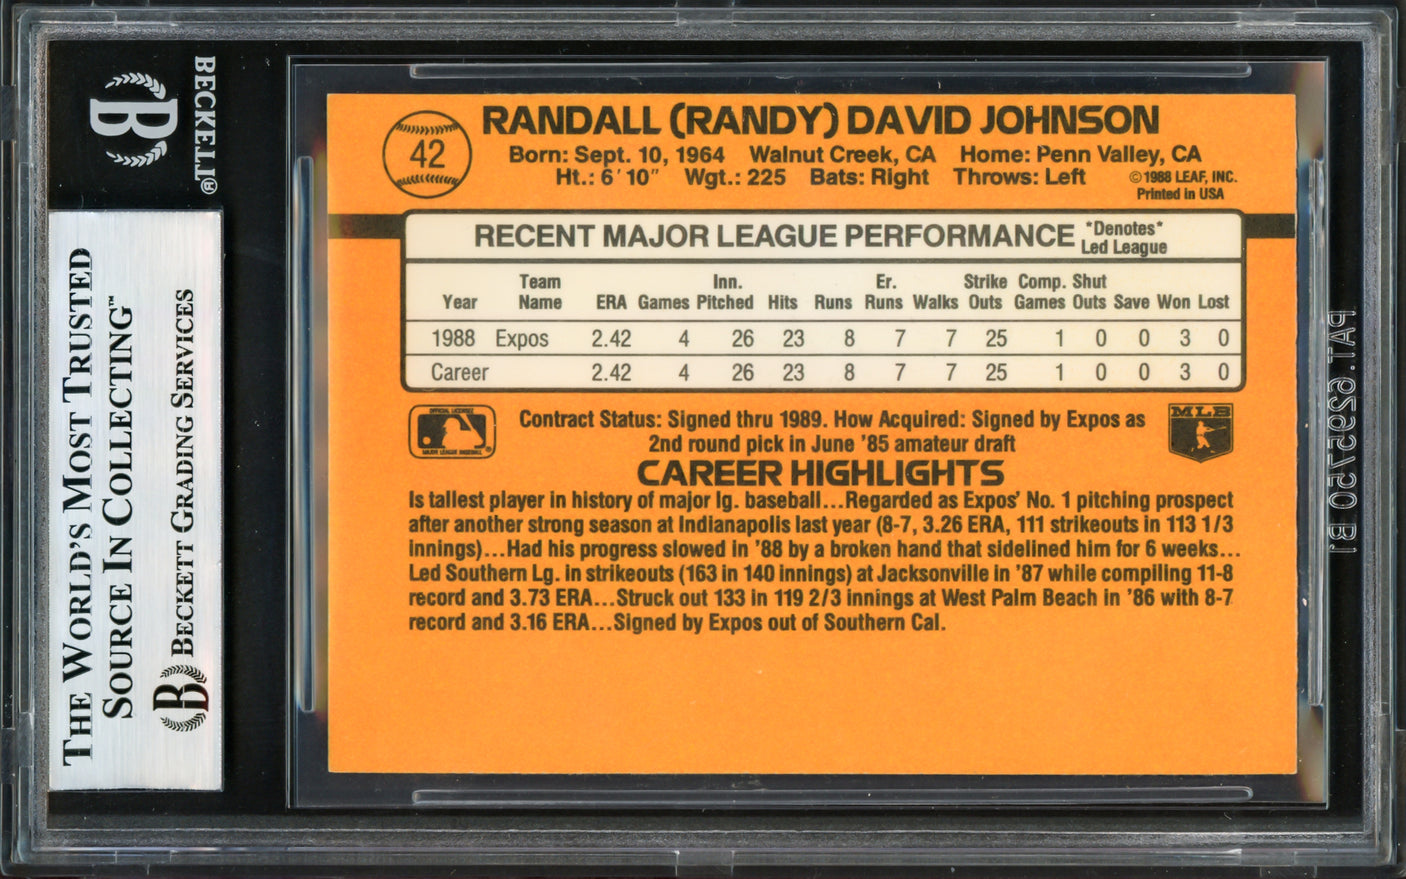 BECKETT®
B
THE WORLD'S MOST TRUSTED
SOURCE IN COLLECTING™
B BECKETT GRADING SERVICES
42
RANDALL (RANDY) DAVID JOHNSON
Born: Sept. 10, 1964 Walnut Creek, CA Home: Penn Valley, CA
Ht.: 6' 10" Wgt.: 225 Bats: Right Throws: Left ©1988 LEAF, INC.
Printed in USA
RECENT MAJOR LEAGUE PERFORMANCE *Denotes*
Led League
Team Inn. Er. Strike Comp. Shut
Year Name ERA Games Pitched Hits Runs Runs Walks Outs Games Outs Save Won Lost
1988 Expos 2.42 4 26 23 8 7 7 25 1 0 0 3 0
Career 2.42 4 26 23 8 7 7 25 1 0 0 3 0
OFFICIAL LICENSEE
MAJOR LEAGUE BASEBALL
MLB
Contract Status: Signed thru 1989. How Acquired: Signed by Expos as
2nd round pick in June '85 amateur draft
CAREER HIGHLIGHTS
Is tallest player in history of major lg. baseball...Regarded as Expos' No. 1 pitching prospect
after another strong season at Indianapolis last year (8-7, 3.26 ERA, 111 strikeouts in 113 1/3
innings)...Had his progress slowed in '88 by a broken hand that sidelined him for 6 weeks...
Led Southern Lg. in strikeouts (163 in 140 innings) at Jacksonville in '87 while compiling 11-8
record and 3.73 ERA...Struck out 133 in 119 2/3 innings at West Palm Beach in '86 with 8-7
record and 3.16 ERA...Signed by Expos out of Southern Cal.